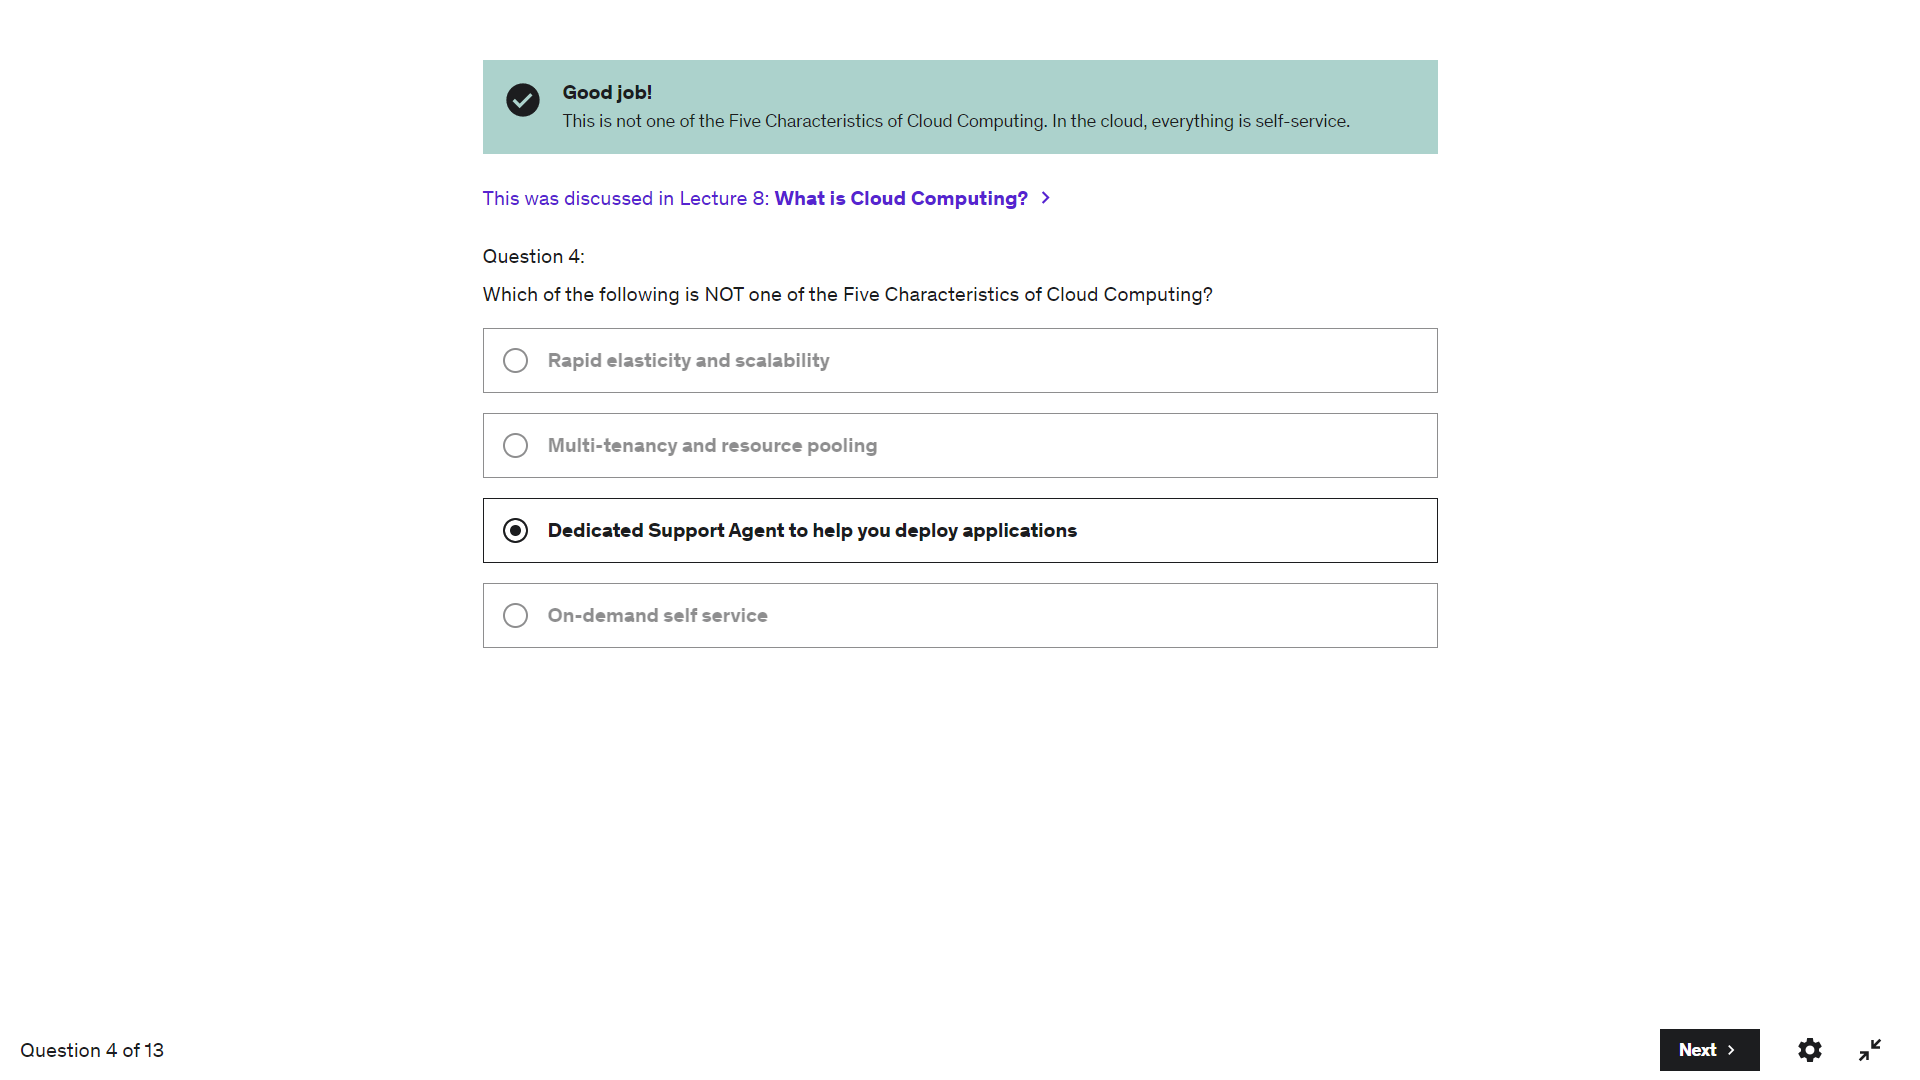 Good job!
This is not one of the Five Characteristics of Cloud Computing. In the cloud, everything is self-service.
This was discussed in Lecture 8: What is Cloud Computing?
Question 4:
Which of the following is NOT one of the Five Characteristics of Cloud Computing?
Rapid elasticity and scalability
Multi-tenancy and resource pooling
Dedicated Support Agent to help you deploy applications
On-demand self service
Question 4 of 13
Next